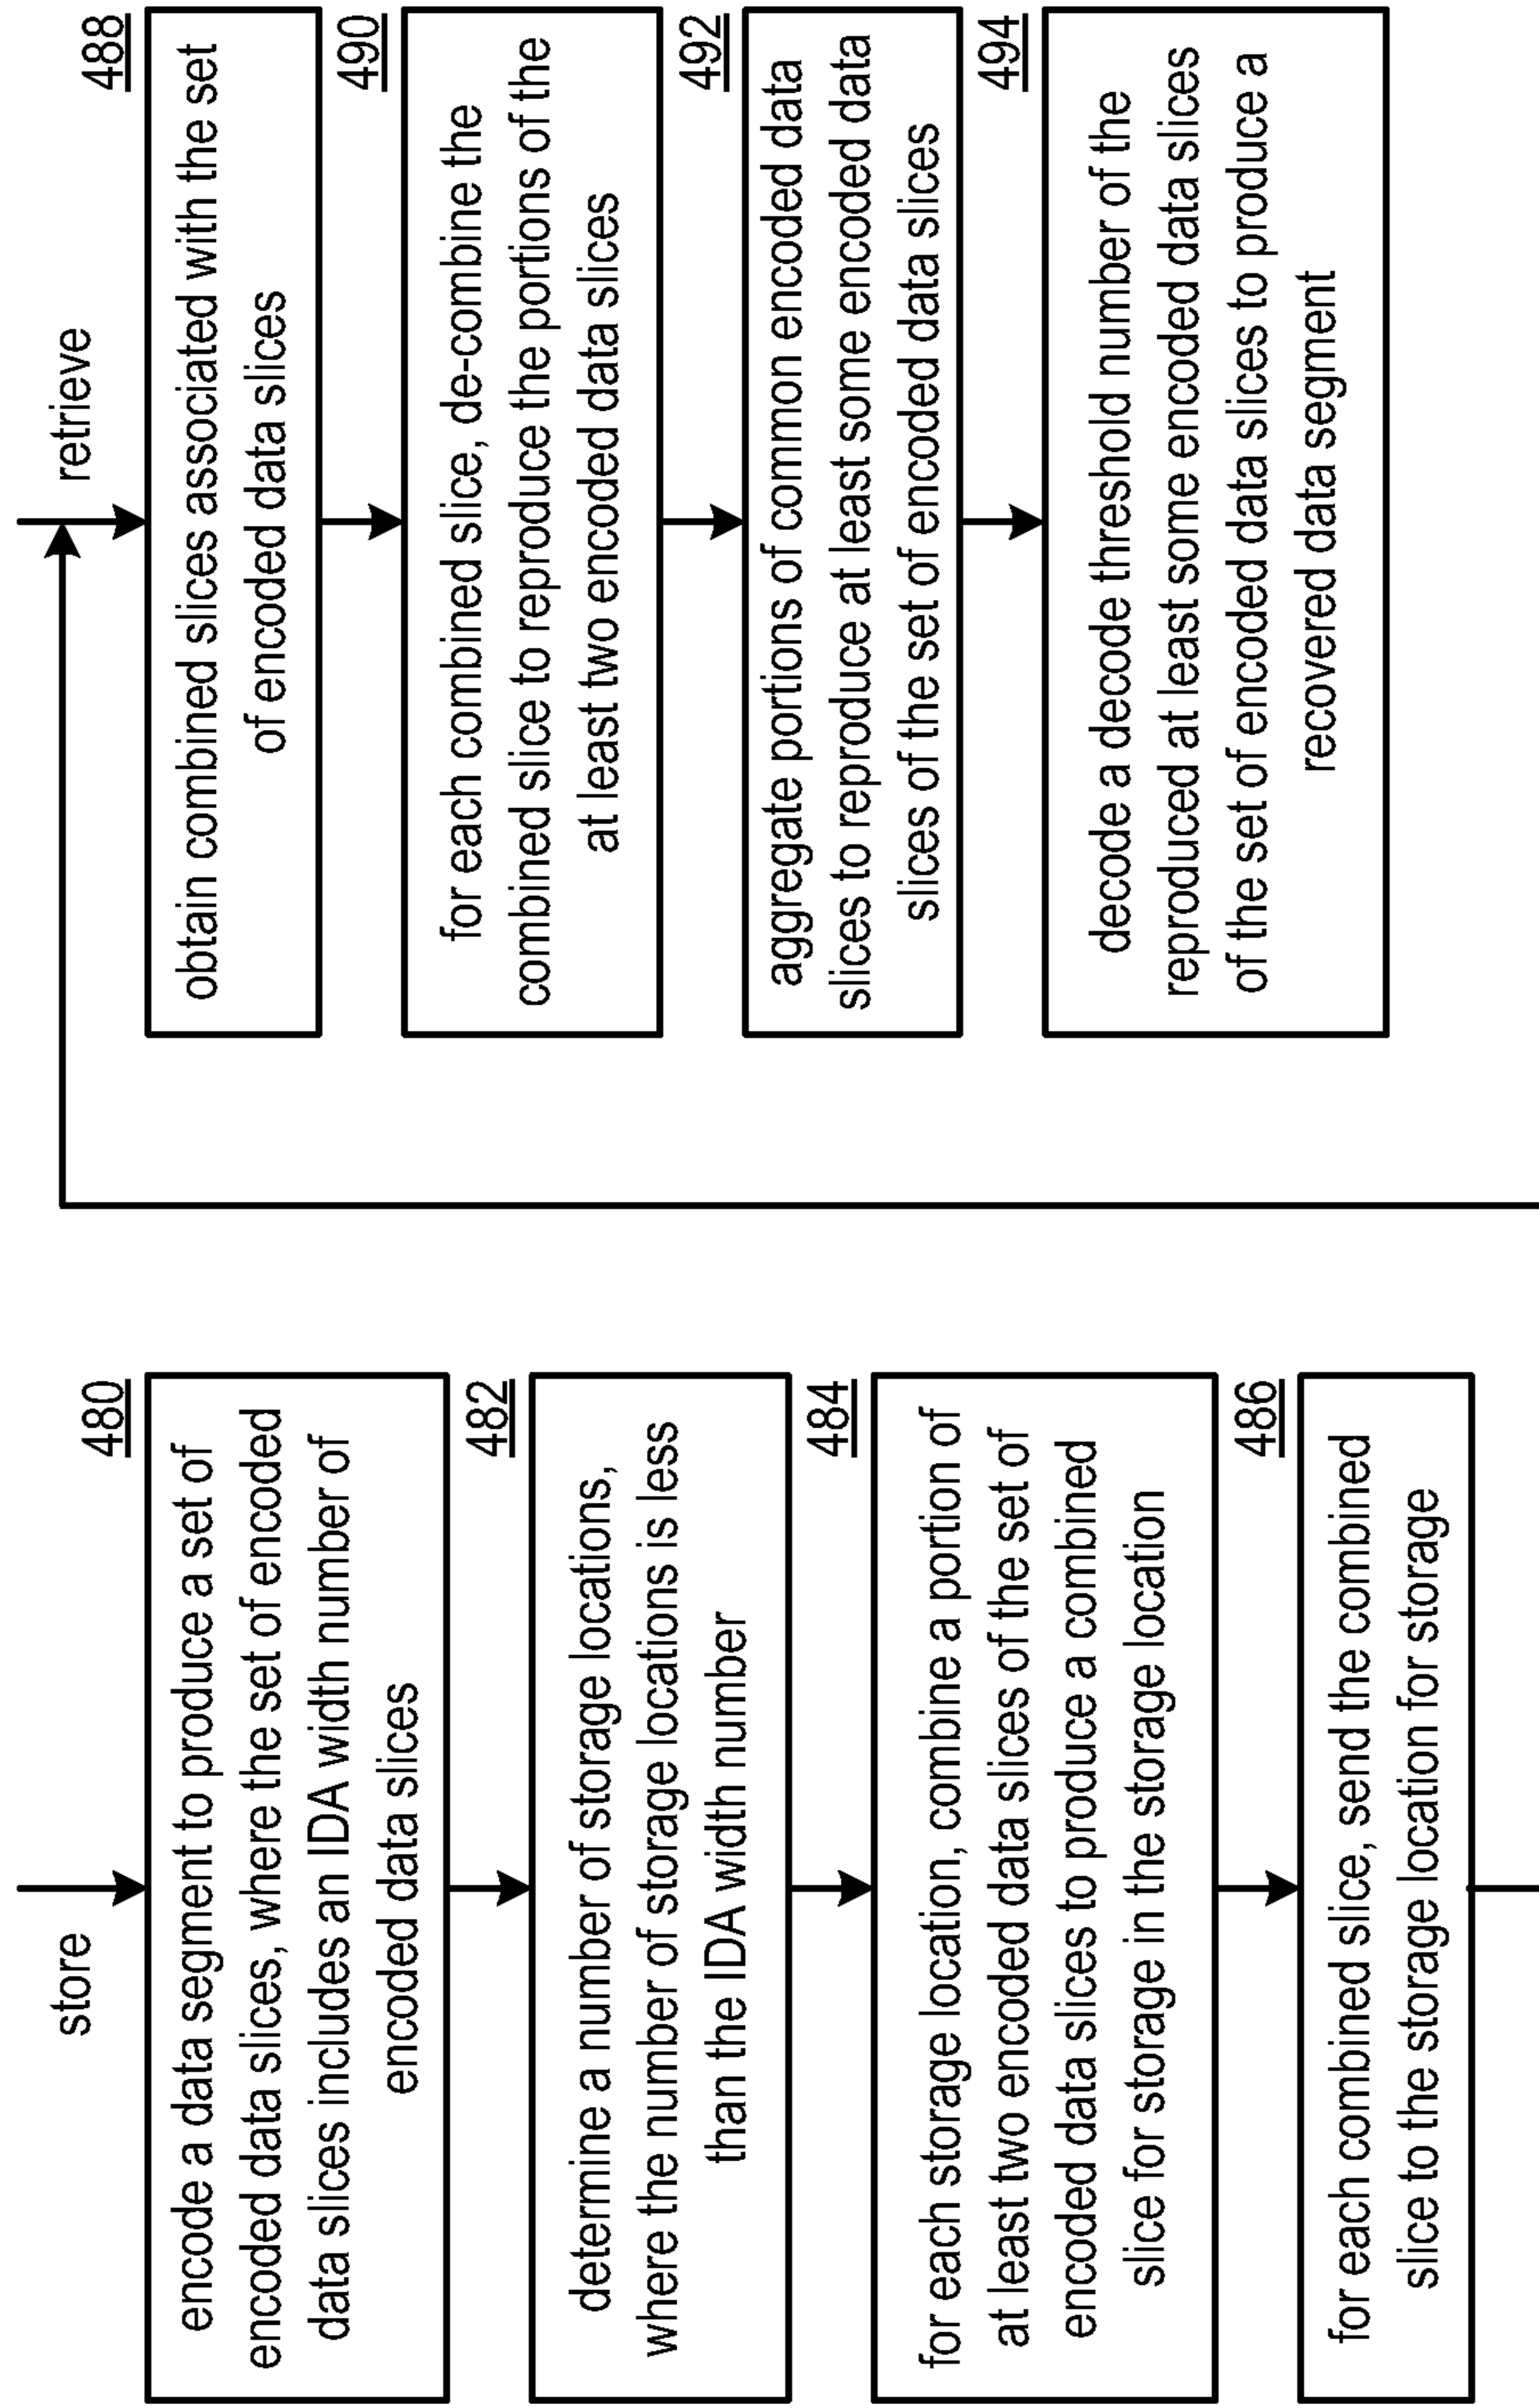 store
480
encode a data segment to produce a set of
encoded data slices, where the set of encoded
data slices includes an IDA width number of
encoded data slices
482
determine a number of storage locations,
where the number of storage locations is less
than the IDA width number
484
for each storage location, combine a portion of
at least two encoded data slices of the set of
encoded data slices to produce a combined
slice for storage in the storage location
486
for each combined slice, send the combined
slice to the storage location for storage
retrieve
488
obtain combined slices associated with the set
of encoded data slices
490
for each combined slice, de-combine the
combined slice to reproduce the portions of the
at least two encoded data slices
492
aggregate portions of common encoded data
slices to reproduce at least some encoded data
slices of the set of encoded data slices
494
decode a decode threshold number of the
reproduced at least some encoded data slices
of the set of encoded data slices to produce a
recovered data segment